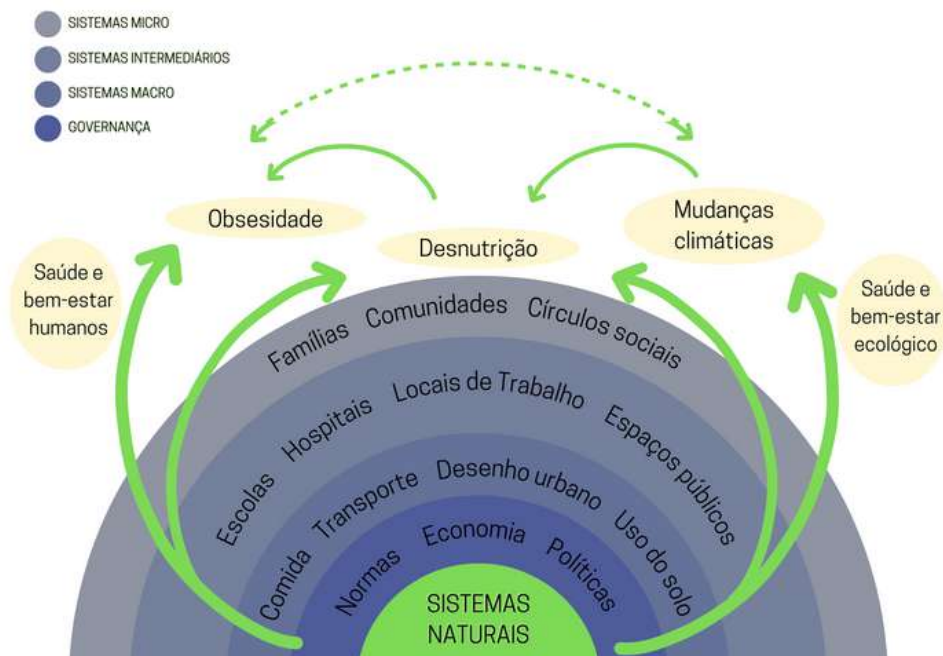 SISTEMAS MICRO
SISTEMAS INTERMEDIÁRIOS
SISTEMAS MACRO
GOVERNANÇA
Obsesidade
Desnutrição
Mudanças
climáticas
Saúde e
bem-estar
humanos
Saúde e
bem-estar
ecológico
Famílias Comunidades Círculos sociais
Escolas Hospitais Locais de Trabalho Espaços públicos
Comida Transporte Desenho urbano Uso do solo
Normas Economia Políticas
SISTEMAS
NATURAIS